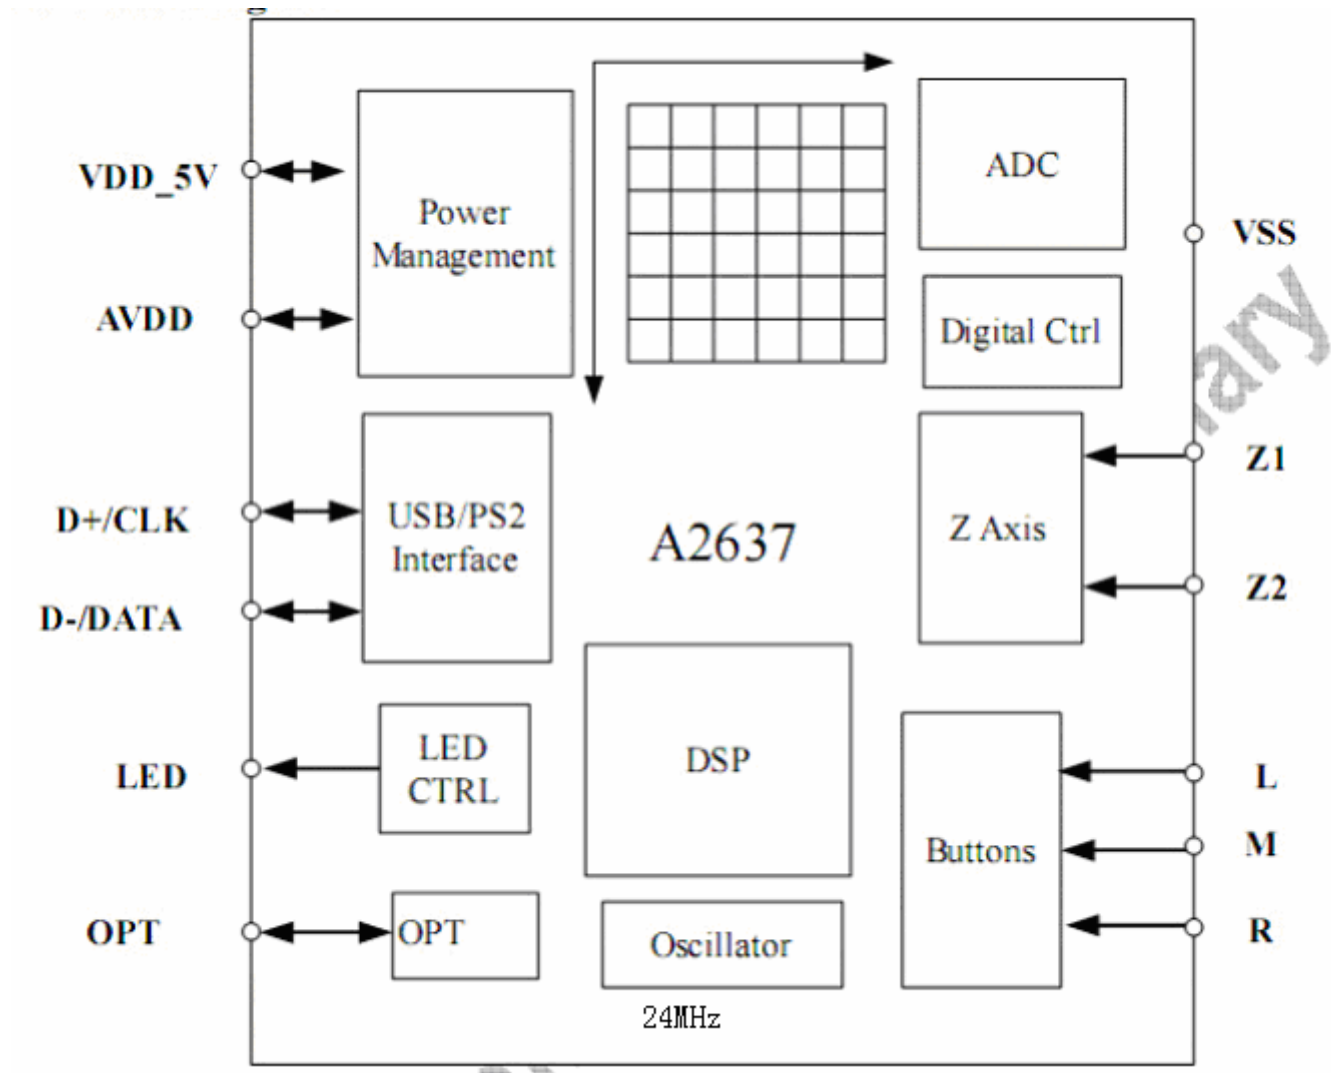 VDD_5V
AVDD
D+/CLK
D-/DATA
LED
OPT
Power
Management
USB/PS2
Interface
LED
CTRL
OPT
A2637
DSP
Oscillator
24MHz
ADC
Digital Ctrl
Z Axis
Buttons
VSS
Z1
Z2
L
M
R